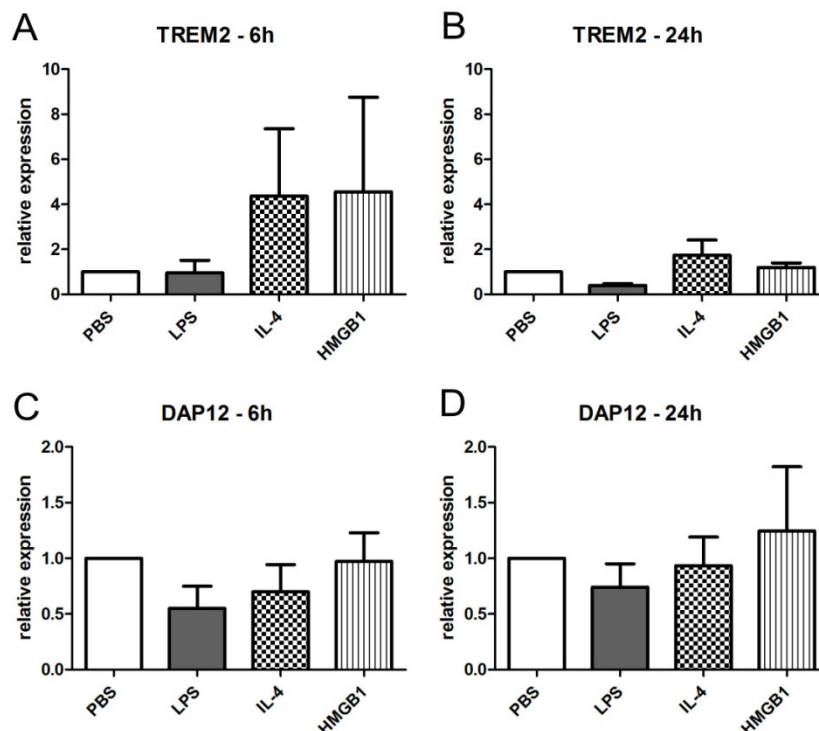 A
TREM2 - 6h
relative expression
10
8
6
4
2
0
PBS
LPS
IL-4
HMGB1
B
TREM2 - 24h
relative expression
10
8
6
4
2
0
PBS
LPS
IL-4
HMGB1
C
DAP12 - 6h
relative expression
2.0
1.5
1.0
0.5
0.0
PBS
LPS
IL-4
HMGB1
D
DAP12 - 24h
relative expression
2.0
1.5
1.0
0.5
0.0
PBS
LPS
IL-4
HMGB1